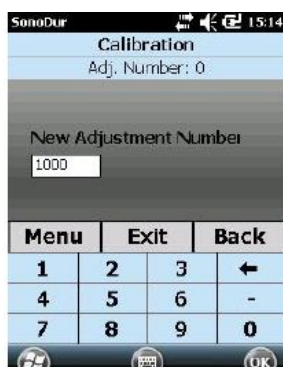 SonoDur 15:14
Calibration
Adj. Number: 0
New Adjustment Number
1000
Menu Exit Back
1 2 3 ←
4 5 6 -
7 8 9 0
OK